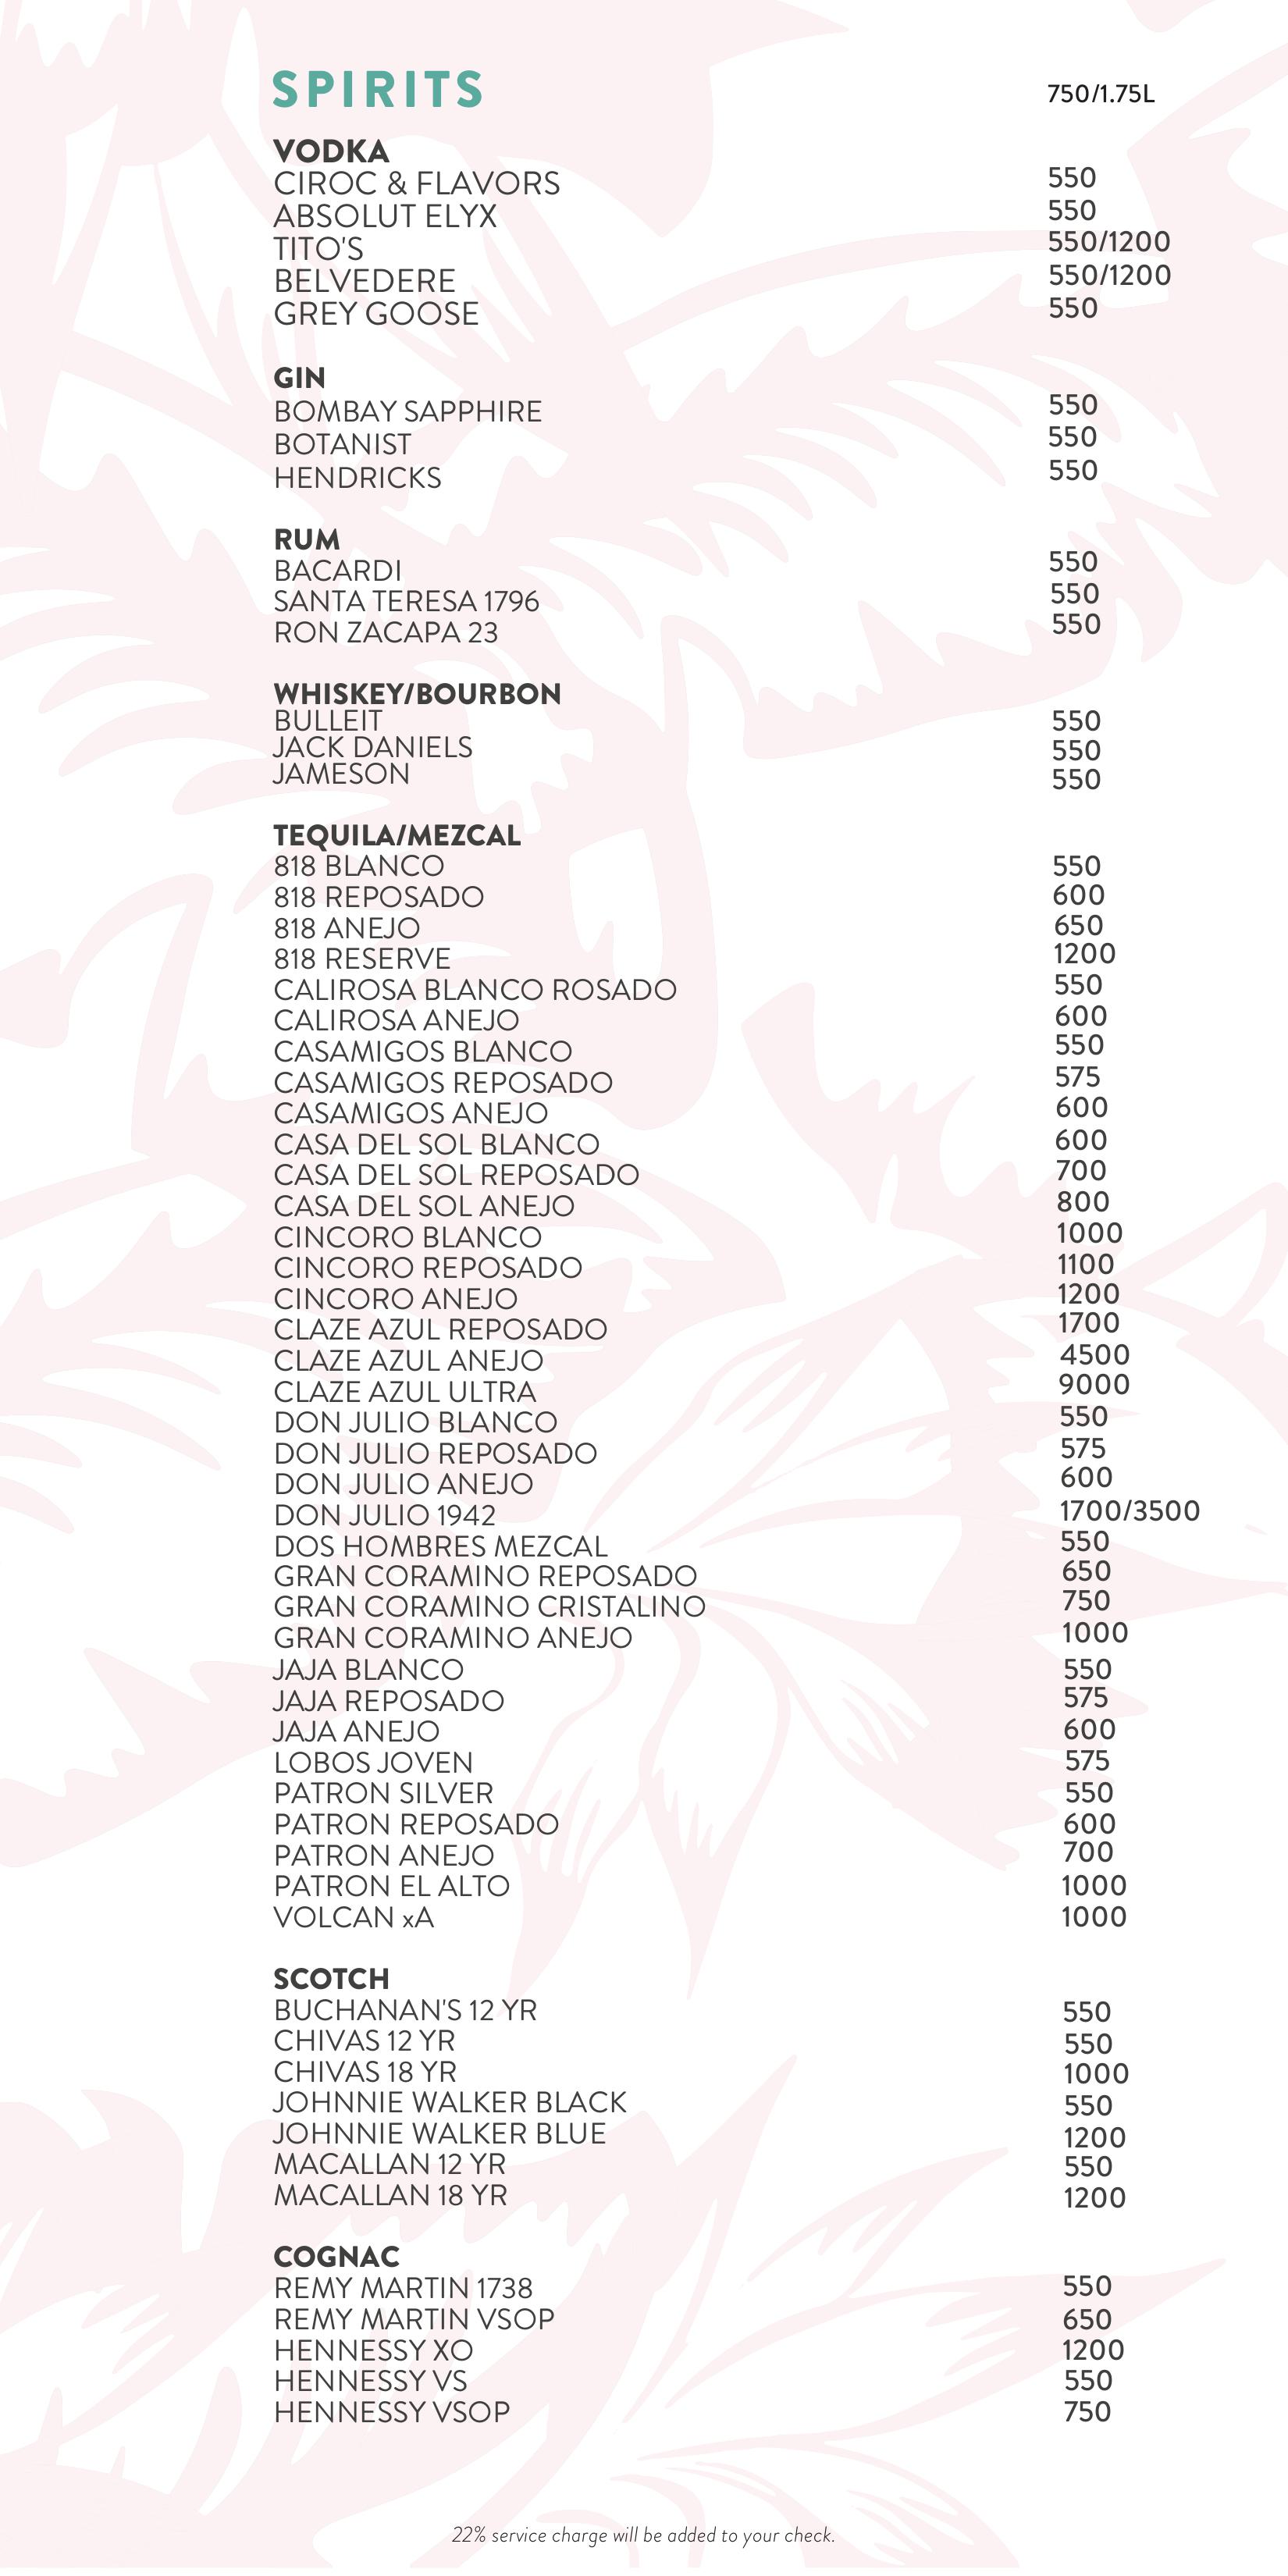 SPIRITS 750/1.75L
VODKA
CIROC & FLAVORS 550
ABSOLUT ELYX 550
TITO'S 550/1200
BELVEDERE 550/1200
GREY GOOSE 550
GIN
BOMBAY SAPPHIRE 550
BOTANIST 550
HENDRICKS 550
RUM
BACARDI 550
SANTA TERESA 1796 550
RON ZACAPA 23 550
WHISKEY/BOURBON
BULLEIT 550
JACK DANIELS 550
JAMESON 550
TEQUILA/MEZCAL
818 BLANCO 550
818 REPOSADO 600
818 ANEJO 650
818 RESERVE 1200
CALIROSA BLANCO ROSADO 550
CALIROSA ANEJO 600
CASAMIGOS BLANCO 550
CASAMIGOS REPOSADO 575
CASAMIGOS ANEJO 600
CASA DEL SOL BLANCO 600
CASA DEL SOL REPOSADO 700
CASA DEL SOL ANEJO 800
CINCORO BLANCO 1000
CINCORO REPOSADO 1100
CINCORO ANEJO 1200
CLAZE AZUL REPOSADO 1700
CLAZE AZUL ANEJO 4500
CLAZE AZUL ULTRA 9000
DON JULIO BLANCO 550
DON JULIO REPOSADO 575
DON JULIO ANEJO 600
DON JULIO 1942 1700/3500
DOS HOMBRES MEZCAL 550
GRAN CORAMINO REPOSADO 650
GRAN CORAMINO CRISTALINO 750
GRAN CORAMINO ANEJO 1000
JAJA BLANCO 550
JAJA REPOSADO 575
JAJA ANEJO 600
LOBOS JOVEN 575
PATRON SILVER 550
PATRON REPOSADO 600
PATRON ANEJO 700
PATRON EL ALTO 1000
VOLCAN xA 1000
SCOTCH
BUCHANAN'S 12 YR 550
CHIVAS 12 YR 550
CHIVAS 18 YR 1000
JOHNNIE WALKER BLACK 550
JOHNNIE WALKER BLUE 1200
MACALLAN 12 YR 550
MACALLAN 18 YR 1200
COGNAC
REMY MARTIN 1738 550
REMY MARTIN VSOP 650
HENNESSY XO 1200
HENNESSY VS 550
HENNESSY VSOP 750
22% service charge will be added to your check.